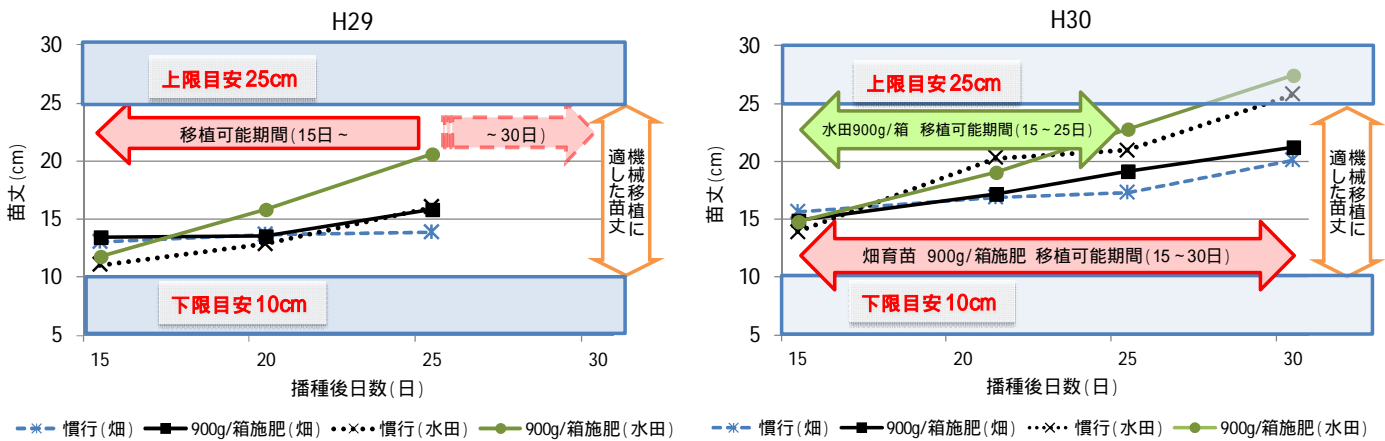 H29
30
25
20
15
10
5
苗丈(cm)
上限目安25cm
移植可能期間(15日~
~30日)
機械移植に
適した苗丈
下限目安10cm
15
20
25
30
播種後日数(日)
慣行(畑)
900g/箱施肥(畑)
慣行(水田)
900g/箱施肥(水田)
H30
30
25
20
15
10
5
苗丈(cm)
上限目安25cm
水田900g/箱 移植可能期間(15~25日)
機械移植に
適した苗丈
畑育苗 900g/箱施肥 移植可能期間(15~30日)
下限目安10cm
15
20
25
30
播種後日数(日)
慣行(畑)
900g/箱施肥(畑)
慣行(水田)
900g/箱施肥(水田)